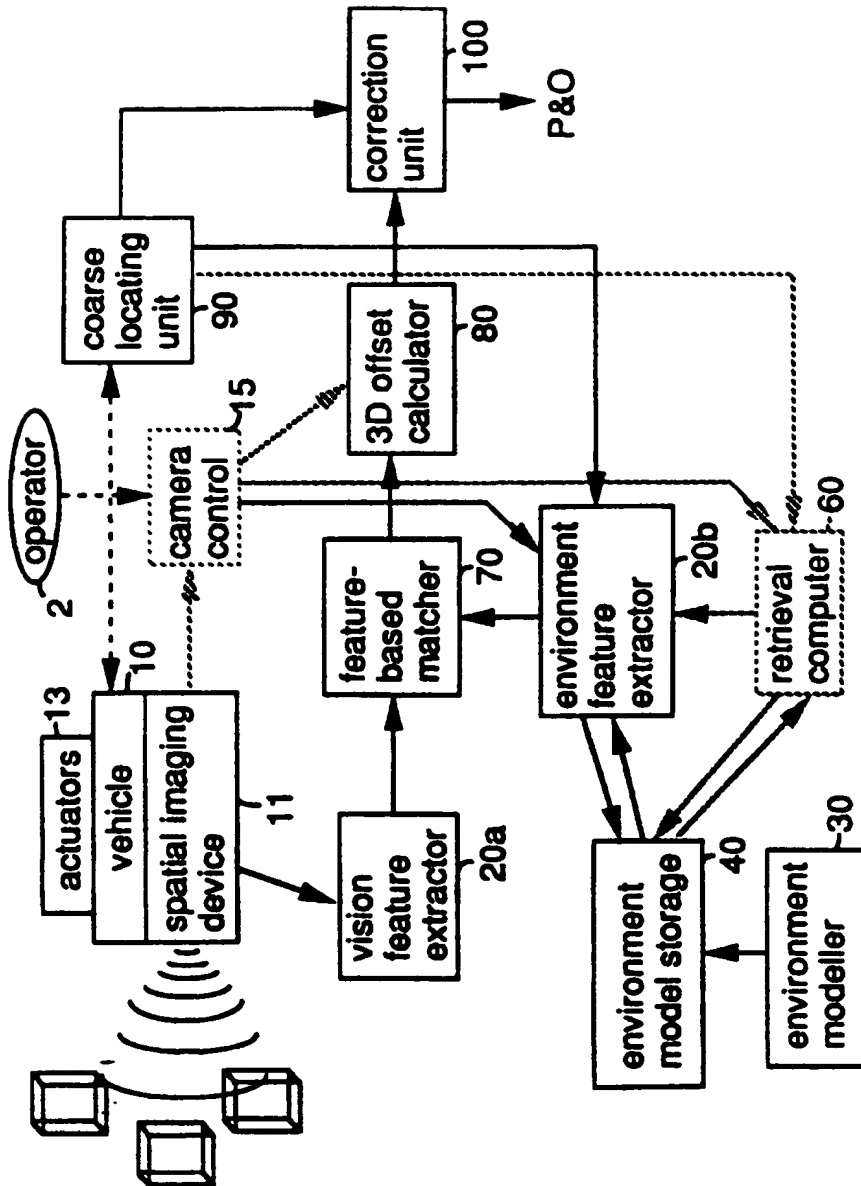 operator
2
actuators
13
vehicle
10
spatial imaging
device
11
camera
control
15
coarse
locating
unit
90
correction
unit
100
P&O
3D offset
calculator
80
feature-
based
matcher
70
vision
feature
extractor
20a
environment
feature
extractor
20b
retrieval
computer
60
environment
model storage
40
environment
modeller
30